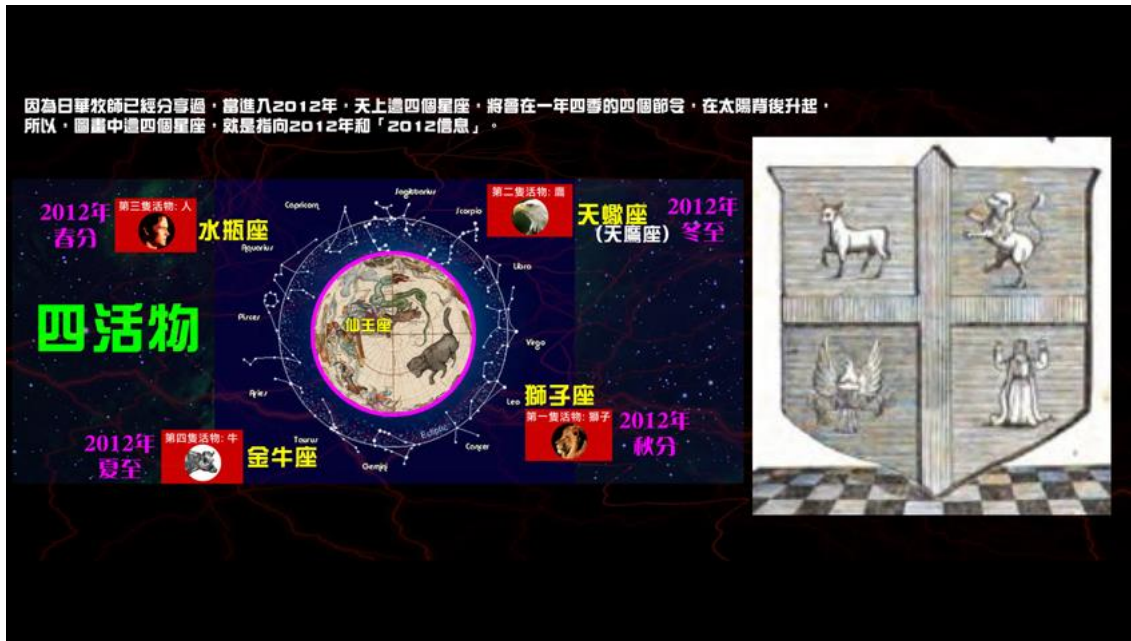 因為日華牧師已經分享過，當進入2012年，天上這四個星座，將會在一年四季的四個節令，在太陽背後升起，
所以，圖畫中這四個星座，就是指向2012年和「2012信息」。
2012年
春分
第三隻活物: 人
水瓶座
Capricorn
Sagittarius
Scorpio
第二隻活物: 鷹
天蠍座
(天鷹座)
2012年
冬至
Aquarius
Libra
四活物
Pisces
仙王座
Virgo
Aries
Leo
獅子座
第一隻活物: 獅子
2012年
秋分
Ecliptic
Cancer
Taurus
Gemini
2012年
夏至
第四隻活物: 牛
金牛座